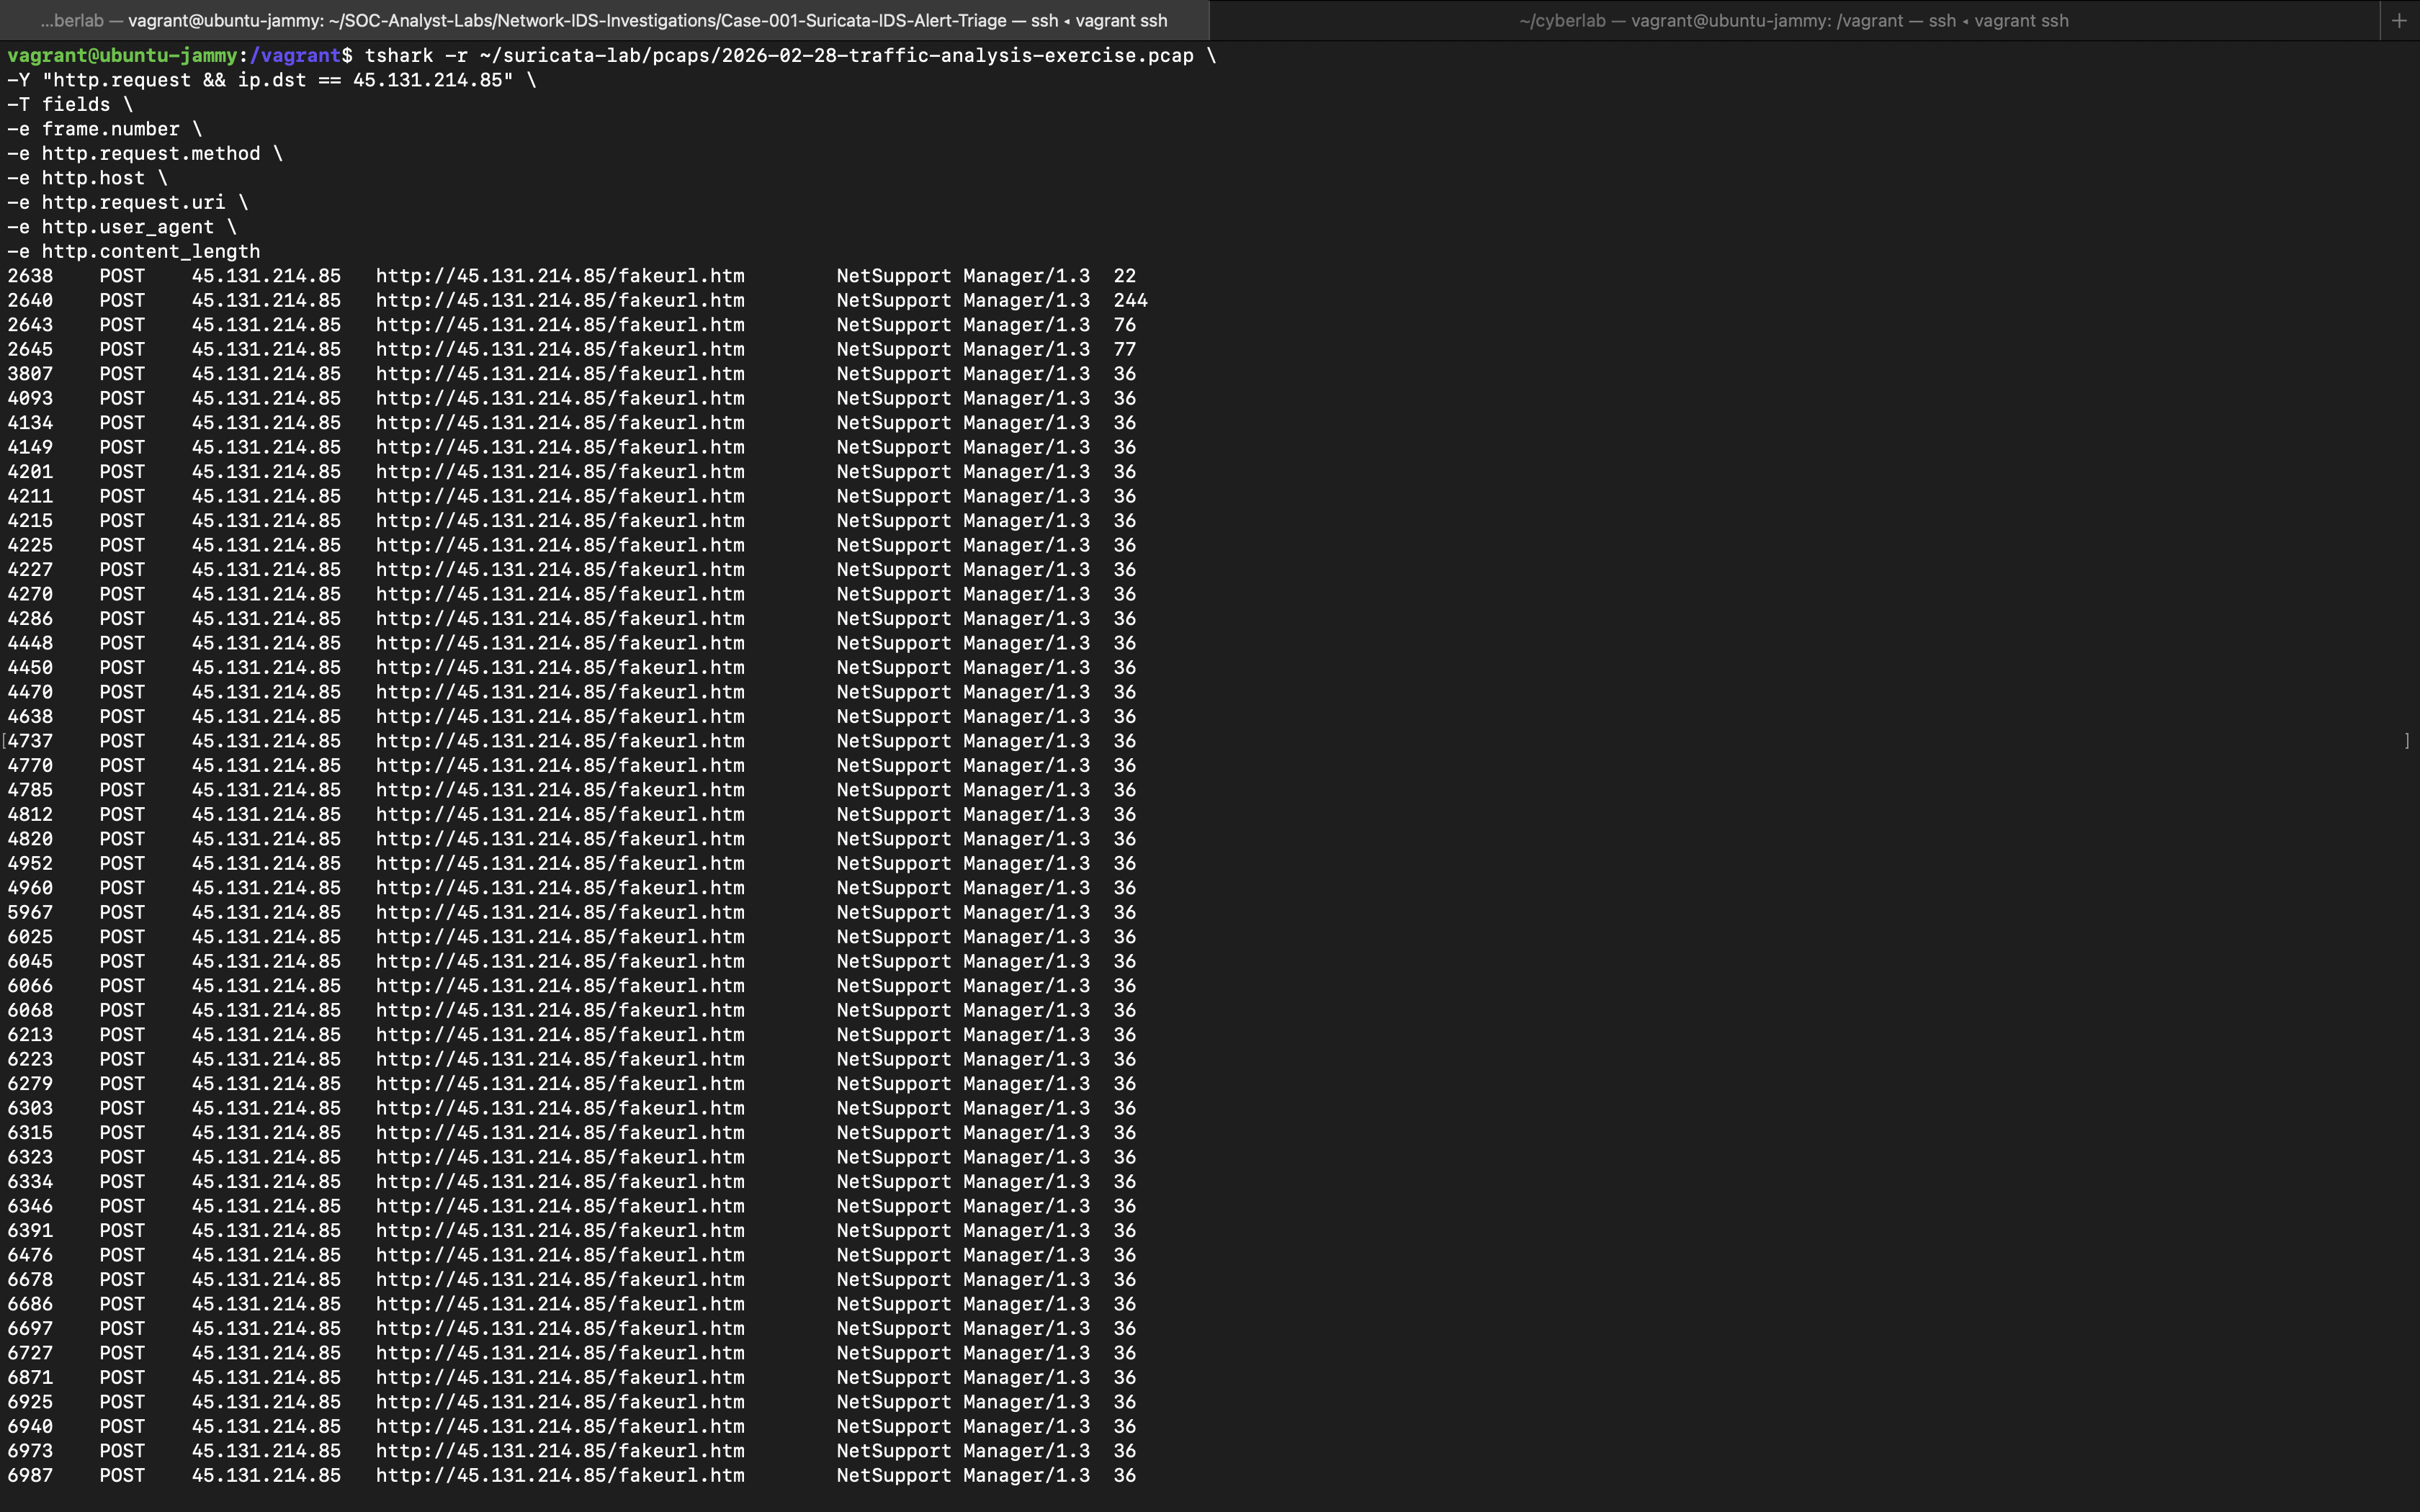 ...berlab — vagrant@ubuntu-jammy: ~/SOC-Analyst-Labs/Network-IDS-Investigations/Case-001-Suricata-IDS-Alert-Triage — ssh ◂ vagrant ssh
~/cyberlab — vagrant@ubuntu-jammy: /vagrant — ssh ◂ vagrant ssh
+
vagrant@ubuntu-jammy:/vagrant$ tshark -r ~/suricata-lab/pcaps/2026-02-28-traffic-analysis-exercise.pcap \
-Y "http.request && ip.dst == 45.131.214.85" \
-T fields \
-e frame.number \
-e http.request.method \
-e http.host \
-e http.request.uri \
-e http.user_agent \
-e http.content_length
2638 POST 45.131.214.85 http://45.131.214.85/fakeurl.htm NetSupport Manager/1.3 22
2640 POST 45.131.214.85 http://45.131.214.85/fakeurl.htm NetSupport Manager/1.3 244
2643 POST 45.131.214.85 http://45.131.214.85/fakeurl.htm NetSupport Manager/1.3 76
2645 POST 45.131.214.85 http://45.131.214.85/fakeurl.htm NetSupport Manager/1.3 77
3807 POST 45.131.214.85 http://45.131.214.85/fakeurl.htm NetSupport Manager/1.3 36
4093 POST 45.131.214.85 http://45.131.214.85/fakeurl.htm NetSupport Manager/1.3 36
4134 POST 45.131.214.85 http://45.131.214.85/fakeurl.htm NetSupport Manager/1.3 36
4149 POST 45.131.214.85 http://45.131.214.85/fakeurl.htm NetSupport Manager/1.3 36
4201 POST 45.131.214.85 http://45.131.214.85/fakeurl.htm NetSupport Manager/1.3 36
4211 POST 45.131.214.85 http://45.131.214.85/fakeurl.htm NetSupport Manager/1.3 36
4215 POST 45.131.214.85 http://45.131.214.85/fakeurl.htm NetSupport Manager/1.3 36
4225 POST 45.131.214.85 http://45.131.214.85/fakeurl.htm NetSupport Manager/1.3 36
4227 POST 45.131.214.85 http://45.131.214.85/fakeurl.htm NetSupport Manager/1.3 36
4270 POST 45.131.214.85 http://45.131.214.85/fakeurl.htm NetSupport Manager/1.3 36
4286 POST 45.131.214.85 http://45.131.214.85/fakeurl.htm NetSupport Manager/1.3 36
4448 POST 45.131.214.85 http://45.131.214.85/fakeurl.htm NetSupport Manager/1.3 36
4450 POST 45.131.214.85 http://45.131.214.85/fakeurl.htm NetSupport Manager/1.3 36
4470 POST 45.131.214.85 http://45.131.214.85/fakeurl.htm NetSupport Manager/1.3 36
4638 POST 45.131.214.85 http://45.131.214.85/fakeurl.htm NetSupport Manager/1.3 36
[4737 POST 45.131.214.85 http://45.131.214.85/fakeurl.htm NetSupport Manager/1.3 36 ]
4770 POST 45.131.214.85 http://45.131.214.85/fakeurl.htm NetSupport Manager/1.3 36
4785 POST 45.131.214.85 http://45.131.214.85/fakeurl.htm NetSupport Manager/1.3 36
4812 POST 45.131.214.85 http://45.131.214.85/fakeurl.htm NetSupport Manager/1.3 36
4820 POST 45.131.214.85 http://45.131.214.85/fakeurl.htm NetSupport Manager/1.3 36
4952 POST 45.131.214.85 http://45.131.214.85/fakeurl.htm NetSupport Manager/1.3 36
4960 POST 45.131.214.85 http://45.131.214.85/fakeurl.htm NetSupport Manager/1.3 36
5967 POST 45.131.214.85 http://45.131.214.85/fakeurl.htm NetSupport Manager/1.3 36
6025 POST 45.131.214.85 http://45.131.214.85/fakeurl.htm NetSupport Manager/1.3 36
6045 POST 45.131.214.85 http://45.131.214.85/fakeurl.htm NetSupport Manager/1.3 36
6066 POST 45.131.214.85 http://45.131.214.85/fakeurl.htm NetSupport Manager/1.3 36
6068 POST 45.131.214.85 http://45.131.214.85/fakeurl.htm NetSupport Manager/1.3 36
6213 POST 45.131.214.85 http://45.131.214.85/fakeurl.htm NetSupport Manager/1.3 36
6223 POST 45.131.214.85 http://45.131.214.85/fakeurl.htm NetSupport Manager/1.3 36
6279 POST 45.131.214.85 http://45.131.214.85/fakeurl.htm NetSupport Manager/1.3 36
6303 POST 45.131.214.85 http://45.131.214.85/fakeurl.htm NetSupport Manager/1.3 36
6315 POST 45.131.214.85 http://45.131.214.85/fakeurl.htm NetSupport Manager/1.3 36
6323 POST 45.131.214.85 http://45.131.214.85/fakeurl.htm NetSupport Manager/1.3 36
6334 POST 45.131.214.85 http://45.131.214.85/fakeurl.htm NetSupport Manager/1.3 36
6346 POST 45.131.214.85 http://45.131.214.85/fakeurl.htm NetSupport Manager/1.3 36
6391 POST 45.131.214.85 http://45.131.214.85/fakeurl.htm NetSupport Manager/1.3 36
6476 POST 45.131.214.85 http://45.131.214.85/fakeurl.htm NetSupport Manager/1.3 36
6678 POST 45.131.214.85 http://45.131.214.85/fakeurl.htm NetSupport Manager/1.3 36
6686 POST 45.131.214.85 http://45.131.214.85/fakeurl.htm NetSupport Manager/1.3 36
6697 POST 45.131.214.85 http://45.131.214.85/fakeurl.htm NetSupport Manager/1.3 36
6727 POST 45.131.214.85 http://45.131.214.85/fakeurl.htm NetSupport Manager/1.3 36
6871 POST 45.131.214.85 http://45.131.214.85/fakeurl.htm NetSupport Manager/1.3 36
6925 POST 45.131.214.85 http://45.131.214.85/fakeurl.htm NetSupport Manager/1.3 36
6940 POST 45.131.214.85 http://45.131.214.85/fakeurl.htm NetSupport Manager/1.3 36
6973 POST 45.131.214.85 http://45.131.214.85/fakeurl.htm NetSupport Manager/1.3 36
6987 POST 45.131.214.85 http://45.131.214.85/fakeurl.htm NetSupport Manager/1.3 36